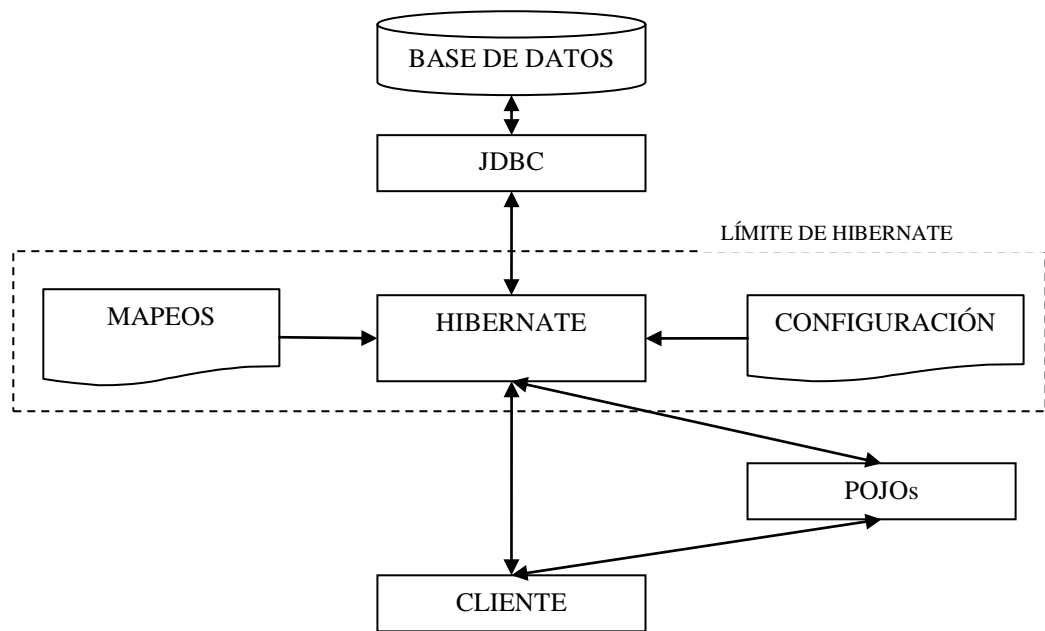 BASE DE DATOS
JDBC
LÍMITE DE HIBERNATE
MAPEOS
HIBERNATE
CONFIGURACIÓN
POJOs
CLIENTE